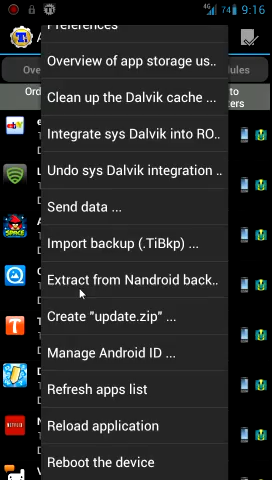 4G 74 9:16
Preferences
Overview of app storage us..
Clean up the Dalvik cache ...
Integrate sys Dalvik into RO..
Undo sys Dalvik integration ..
Send data ...
Import backup (.TiBkp) ...
Extract from Nandroid back..
Create "update.zip" ...
Manage Android ID ...
Refresh apps list
Reload application
Reboot the device